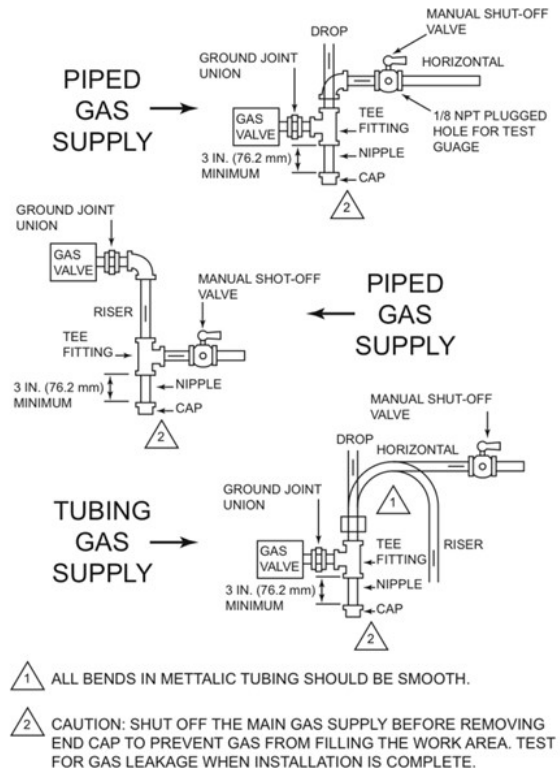 MANUAL SHUT-OFF
VALVE
DROP
GROUND JOINT
UNION
HORIZONTAL
PIPED
GAS
SUPPLY
GAS
VALVE
TEE
FITTING
1/8 NPT PLUGGED
HOLE FOR TEST
GUAGE
3 IN. (76.2 mm)
MINIMUM
NIPPLE
CAP
2
GROUND JOINT
UNION
GAS
VALVE
MANUAL SHOT-OFF
VALVE
RISER
TEE
FITTING
3 IN. (76.2 mm)
MINIMUM
NIPPLE
CAP
2
PIPED
GAS
SUPPLY
MANUAL SHUT-OFF
VALVE
DROP
HORIZONTAL
1
GROUND JOINT
UNION
TUBING
GAS
SUPPLY
GAS
VALVE
TEE
FITTING
RISER
3 IN. (76.2 mm)
MINIMUM
NIPPLE
CAP
2
1 ALL BENDS IN METTALIC TUBING SHOULD BE SMOOTH.
2 CAUTION: SHUT OFF THE MAIN GAS SUPPLY BEFORE REMOVING
END CAP TO PREVENT GAS FROM FILLING THE WORK AREA. TEST
FOR GAS LEAKAGE WHEN INSTALLATION IS COMPLETE.